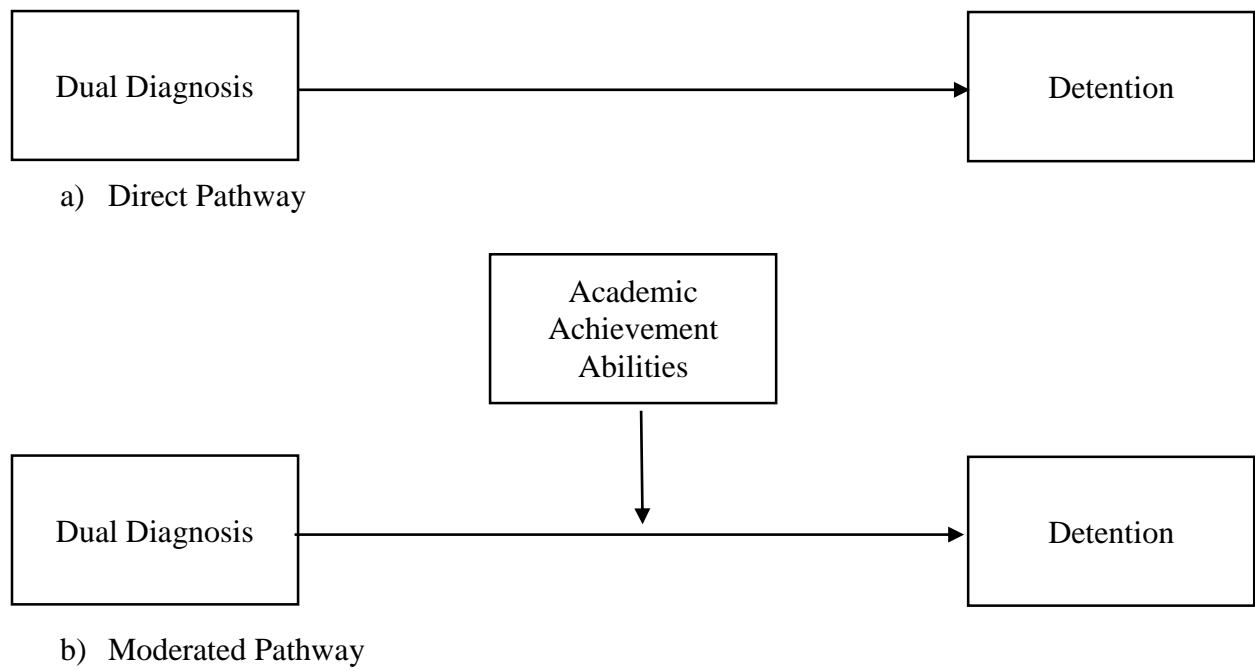 Dual Diagnosis
Detention
a) Direct Pathway
Academic
Achievement
Abilities
Dual Diagnosis
Detention
b) Moderated Pathway